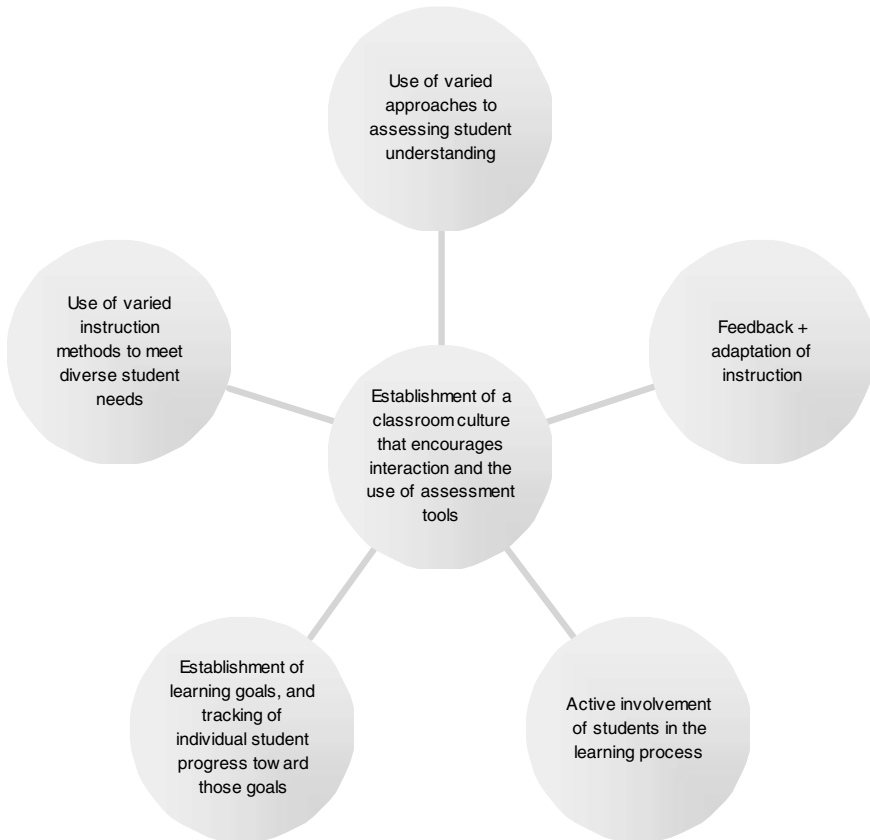 Use of varied
approaches to
assessing student
understanding
Use of varied
instruction
methods to meet
diverse student
needs
Feedback +
adaptation of
instruction
Establishment of a
classroom culture
that encourages
interaction and the
use of assessment
tools
Establishment of
learning goals, and
tracking of
individual student
progress tow ard
those goals
Active involvement
of students in the
learning process